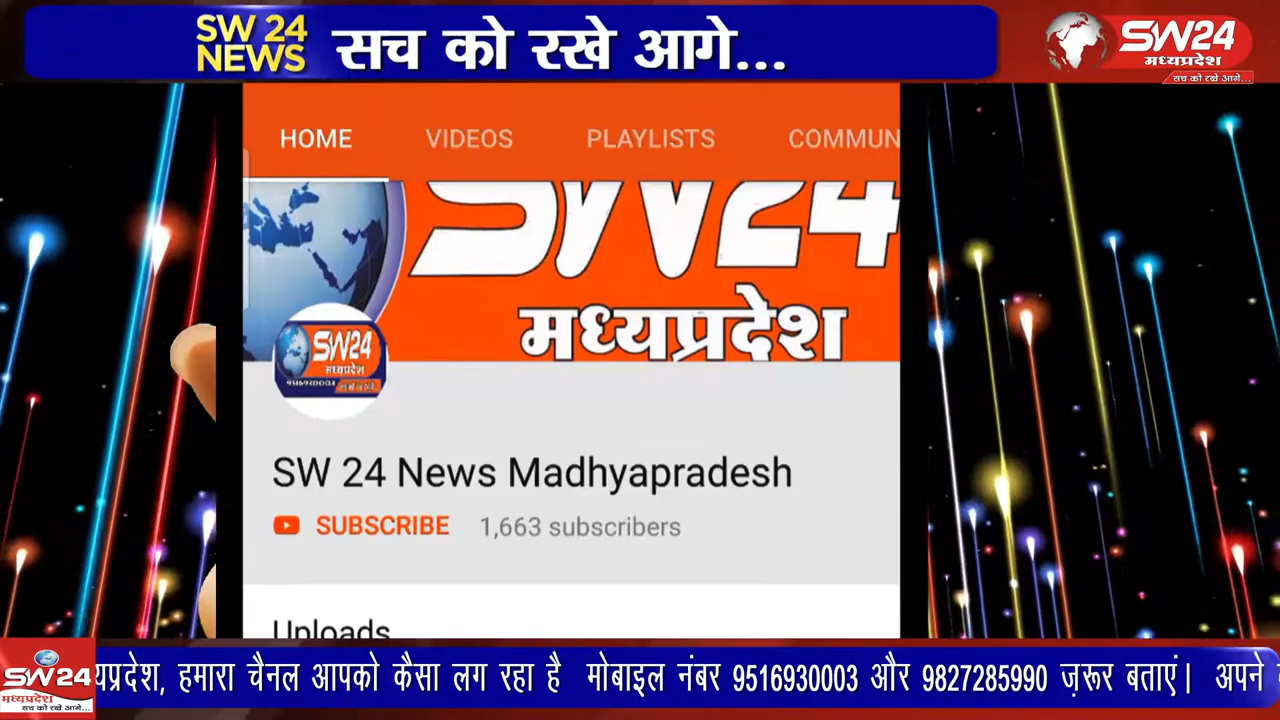 SW 24
NEWS
सच को रखे आगे...
SW24
मध्यप्रदेश
सच को रखे आगे...
HOME VIDEOS PLAYLISTS COMMUN
SW24
मध्यप्रदेश
SW24
मध्यप्रदेश
9516930003
SW 24 News Madhyapradesh
SUBSCRIBE 1,663 subscribers
Uploads
SW24
मध्यप्रदेश
सच को रखे आगे...
यप्रदेश, हमारा चैनल आपको कैसा लग रहा है मोबाइल नंबर 9516930003 और 9827285990 ज़रूर बताएं। अपने